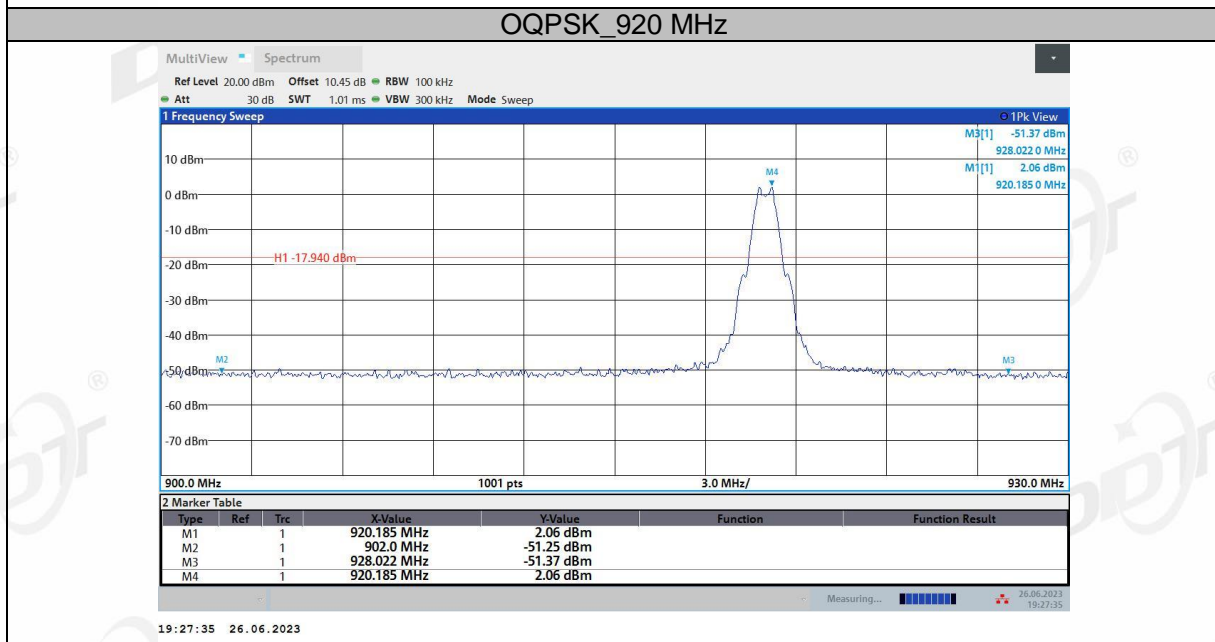 OQPSK_920 MHz
MultiView Spectrum
Ref Level 20.00 dBm Offset 10.45 dB RBW 100 kHz
Att 30 dB SWT 1.01 ms VBW 300 kHz Mode Sweep
1 Frequency Sweep 1Pk View
M3[1] -51.37 dBm
928.022 0 MHz
M1[1] 2.06 dBm
920.185 0 MHz
10 dBm
M4
0 dBm
-10 dBm
H1 -17.940 dBm
-20 dBm
-30 dBm
-40 dBm
M2 M3
-50 dBm
-60 dBm
-70 dBm
900.0 MHz 1001 pts 3.0 MHz/ 930.0 MHz
2 Marker Table
Type Ref Trc X-Value Y-Value Function Function Result
M1 1 920.185 MHz 2.06 dBm
M2 1 902.0 MHz -51.25 dBm
M3 1 928.022 MHz -51.37 dBm
M4 1 920.185 MHz 2.06 dBm
Measuring... 26.06.2023
19:27:35
19:27:35 26.06.2023